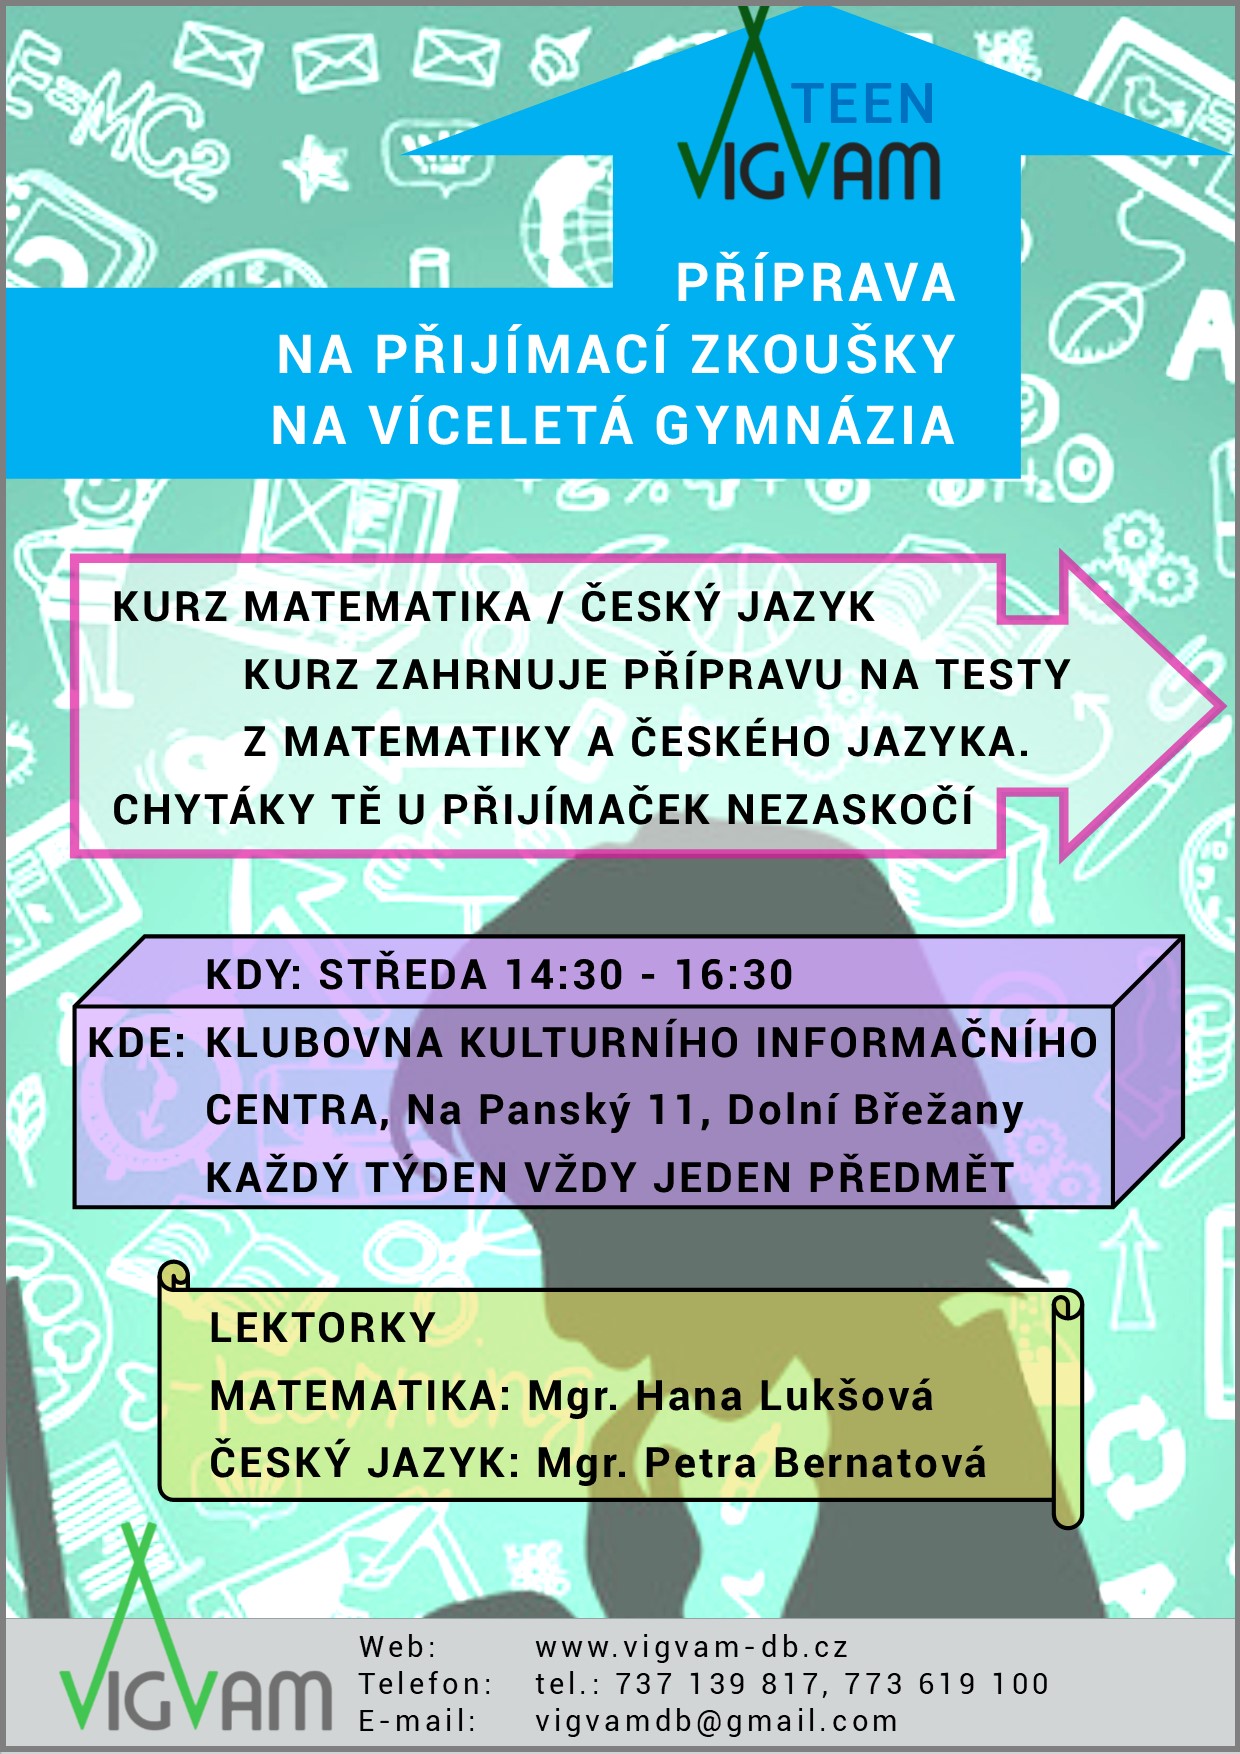 E=MC2
TEEN
VIGVAM
PŘÍPRAVA
NA PŘIJÍMACÍ ZKOUŠKY
NA VÍCELETÁ GYMNÁZIA
KURZ MATEMATIKA / ČESKÝ JAZYK
KURZ ZAHRNUJE PŘÍPRAVU NA TESTY
Z MATEMATIKY A ČESKÉHO JAZYKA.
CHYTÁKY TĚ U PŘIJÍMAČEK NEZASKOČÍ
KDY: STŘEDA 14:30 - 16:30
KDE: KLUBOVNA KULTURNÍHO INFORMAČNÍHO
CENTRA, Na Panský 11, Dolní Břežany
KAŽDÝ TÝDEN VŽDY JEDEN PŘEDMĚT
LEKTORKY
MATEMATIKA: Mgr. Hana Lukšová
learning
ČESKÝ JAZYK: Mgr. Petra Bernatová
VIGVAM
Web: www.vigvam-db.cz
Telefon: tel.: 737 139 817, 773 619 100
E-mail: vigvamdb@gmail.com